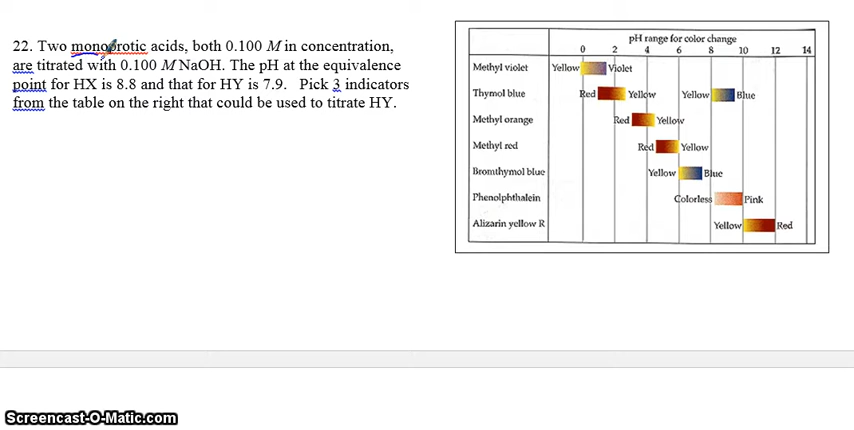 22. Two monoprotic acids, both 0.100 M in concentration,
are titrated with 0.100 M NaOH. The pH at the equivalence
point for HX is 8.8 and that for HY is 7.9. Pick 3 indicators
from the table on the right that could be used to titrate HY.
pH range for color change
0 2 4 6 8 10 12 14
Methyl violet Yellow Violet
Thymol blue Red Yellow Yellow Blue
Methyl orange Red Yellow
Methyl red Red Yellow
Bromthymol blue Yellow Blue
Phenolphthalein Colorless Pink
Alizarin yellow R Yellow Red
Screencast-O-Matic.com